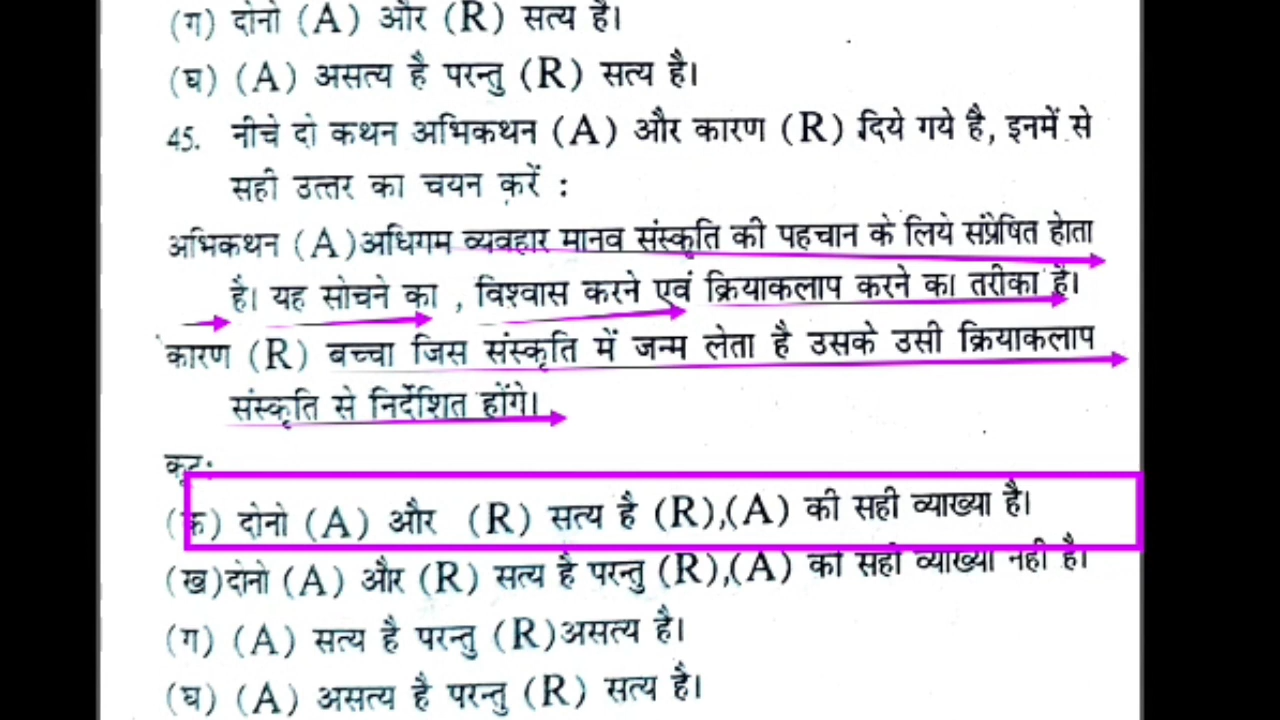 (ग) दोनो (A) और (R) सत्य है।
(घ) (A) असत्य है परन्तु (R) सत्य है।
45. नीचे दो कथन अभिकथन (A) और कारण (R) दिये गये है, इनमें से
सही उत्तर का चयन करें :
अभिकथन (A)अधिगम व्यवहार मानव संस्कृति की पहचान के लिये संप्रेषित होता
है। यह सोचने का , विश्वास करने एवं क्रियाकलाप करने का तरीका है।
कारण (R) बच्चा जिस संस्कृति में जन्म लेता है उसके उसी क्रियाकलाप
संस्कृति से निर्देशित होंगे।
कूट:
(क) दोनो (A) और (R) सत्य है (R),(A) की सही व्याख्या है।
(ख)दोनो (A) और (R) सत्य है परन्तु (R),(A) की सही व्याख्या नही है।
(ग) (A) सत्य है परन्तु (R)असत्य है।
(घ) (A) असत्य है परन्तु (R) सत्य है।